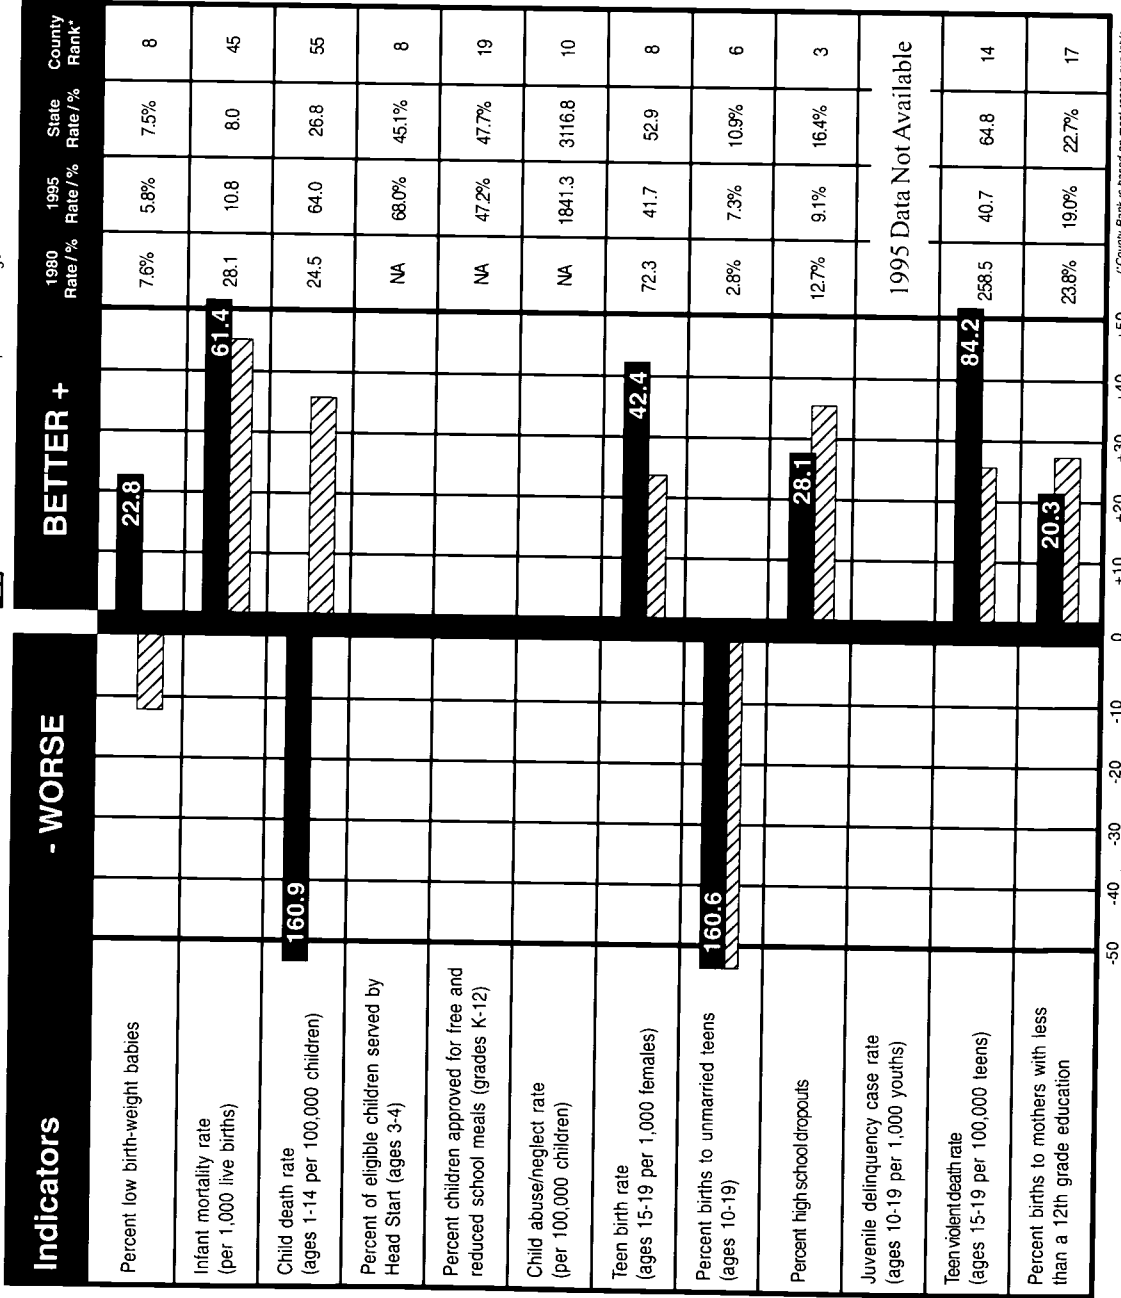 Indicators
- WORSE
BETTER +
1980
Rate / %
1995
Rate / %
State
Rate / %
County
Rank*
Percent low birth-weight babies
22.8
7.6%
5.8%
7.5%
8
Infant mortality rate
(per 1,000 live births)
61.4
28.1
10.8
8.0
45
Child death rate
(ages 1-14 per 100,000 children)
160.9
24.5
64.0
26.8
55
Percent of eligible children served by
Head Start (ages 3-4)
NA
68.0%
45.1%
8
Percent children approved for free and
reduced school meals (grades K-12)
NA
47.2%
47.7%
19
Child abuse/neglect rate
(per 100,000 children)
NA
1841.3
3116.8
10
Teen birth rate
(ages 15-19 per 1,000 females)
42.4
72.3
41.7
52.9
8
Percent births to unmarried teens
(ages 10-19)
160.6
2.8%
7.3%
10.9%
6
Percent high school dropouts
28.1
12.7%
9.1%
16.4%
3
Juvenile delinquency case rate
(ages 10-19 per 1,000 youths)
1995 Data Not Available
Teen violent death rate
(ages 15-19 per 100,000 teens)
84.2
258.5
40.7
64.8
14
Percent births to mothers with less
than a 12th grade education
20.3
23.8%
19.0%
22.7%
17
-50
-40
-30
-20
-10
0
+10
+20
+30
+40
+50